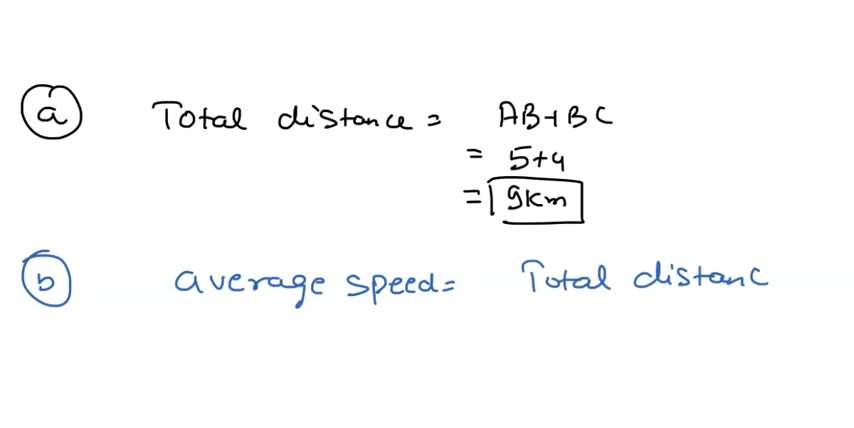 (a) Total distance = AB+BC
= 5+4
= 9km
(b) average speed= Total distanc